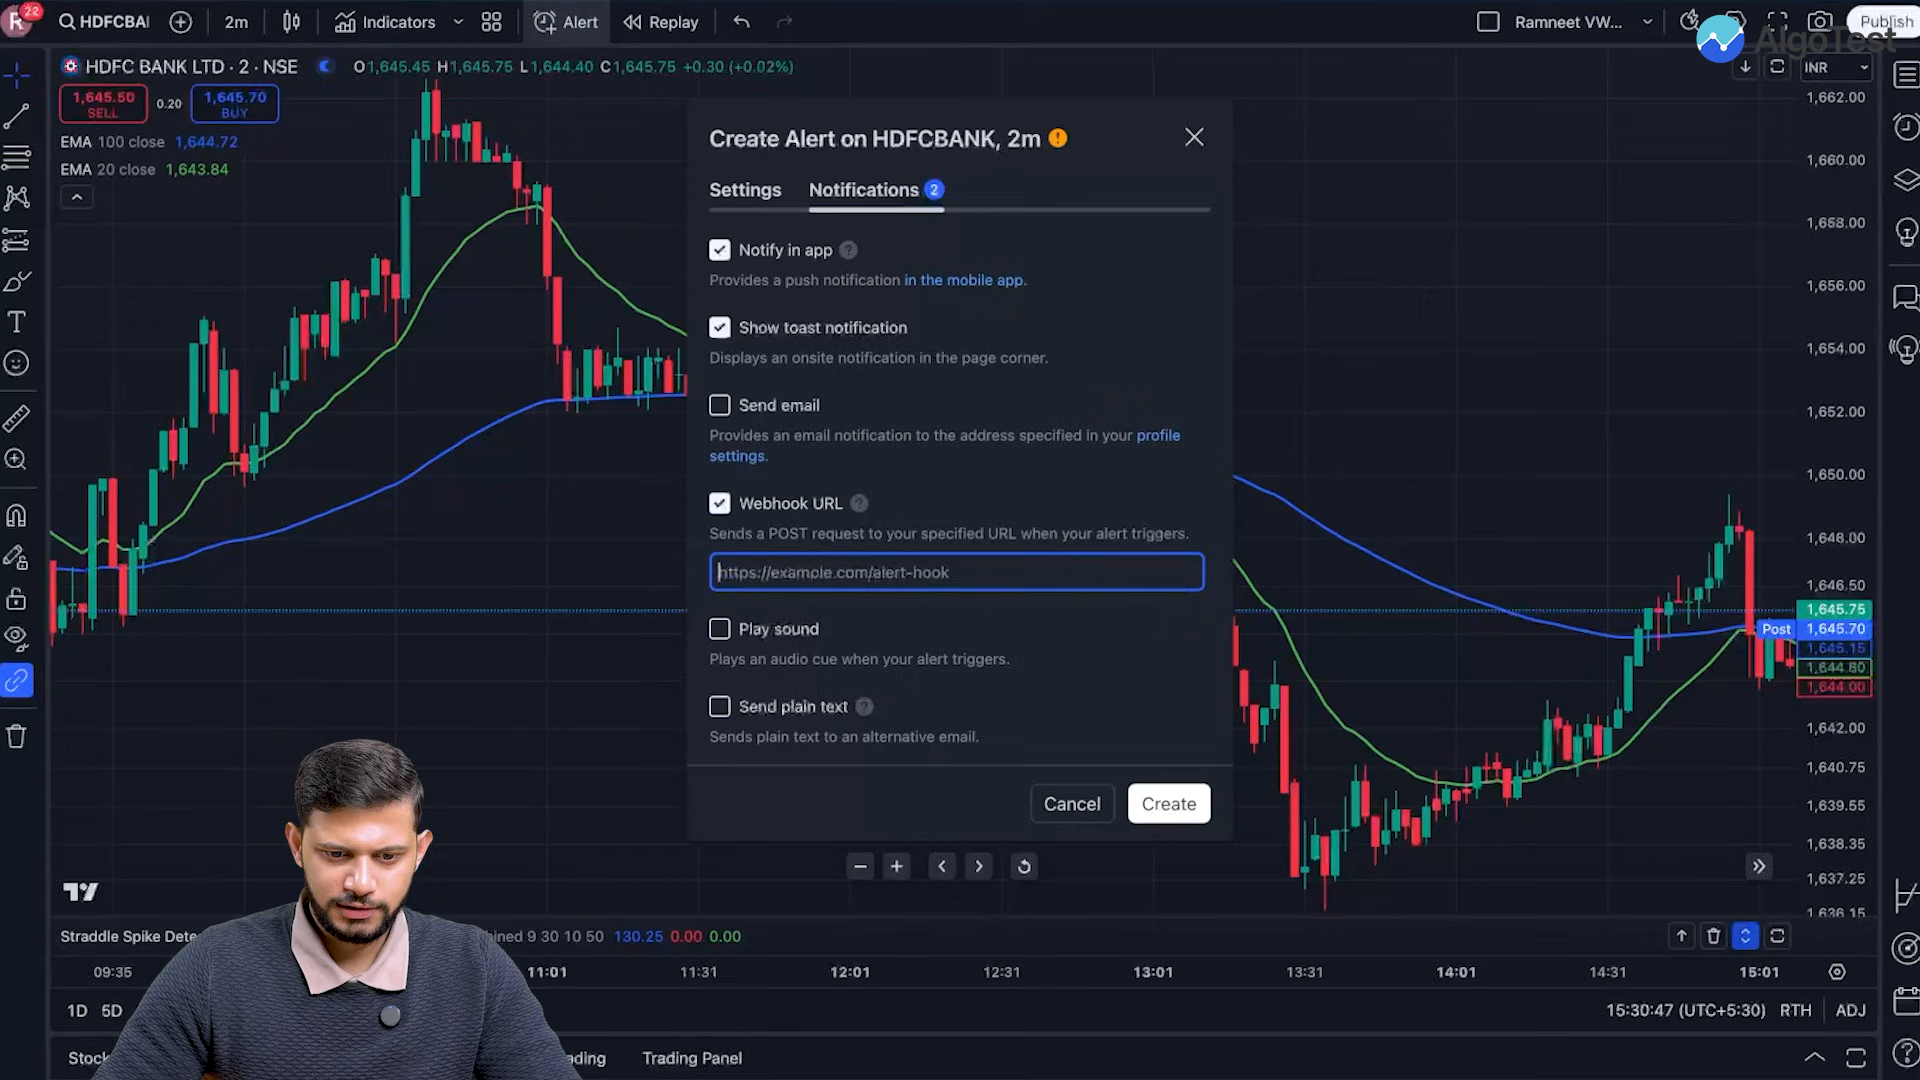 R 22 HDFCBAI 2m Indicators Alert Replay Ramneet VW... Publish
AlgoTest
HDFC BANK LTD · 2 · NSE O1,645.45 H1,645.75 L1,644.40 C1,645.75 +0.30 (+0.02%) INR
1,645.50 SELL 0.20 1,645.70 BUY
EMA 100 close 1,644.72
EMA 20 close 1,643.84
Create Alert on HDFCBANK, 2m
Settings Notifications 2
Notify in app ?
Provides a push notification in the mobile app.
Show toast notification
Displays an onsite notification in the page corner.
Send email
Provides an email notification to the address specified in your profile
settings.
Webhook URL ?
Sends a POST request to your specified URL when your alert triggers.
https://example.com/alert-hook
Play sound
Plays an audio cue when your alert triggers.
Send plain text ?
Sends plain text to an alternative email.
Cancel Create
1,662.00
1,660.00
1,658.00
1,656.00
1,654.00
1,652.00
1,650.00
1,648.00
1,646.50
1,645.75
Post 1,645.70
1,645.15
1,644.80
1,644.00
1,642.00
1,640.75
1,639.55
1,638.35
1,637.25
1,636.15
Straddle Spike Dete hined 9 30 10 50 130.25 0.00 0.00
09:35 11:01 11:31 12:01 12:31 13:01 13:31 14:01 14:31 15:01
1D 5D 15:30:47 (UTC+5:30) RTH ADJ
Stock ading Trading Panel